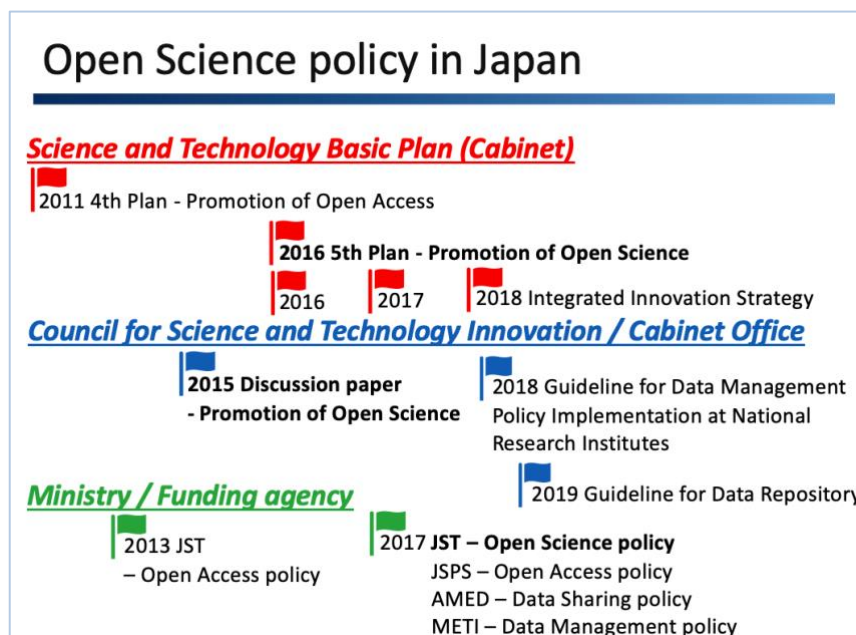 Open Science policy in Japan
Science and Technology Basic Plan (Cabinet)
2011 4th Plan - Promotion of Open Access
2016 5th Plan - Promotion of Open Science
2016
2017
2018 Integrated Innovation Strategy
Council for Science and Technology Innovation / Cabinet Office
2015 Discussion paper
- Promotion of Open Science
2018 Guideline for Data Management
Policy Implementation at National
Research Institutes
2019 Guideline for Data Repository
Ministry / Funding agency
2013 JST
– Open Access policy
2017 JST – Open Science policy
JSPS – Open Access policy
AMED – Data Sharing policy
METI – Data Management policy